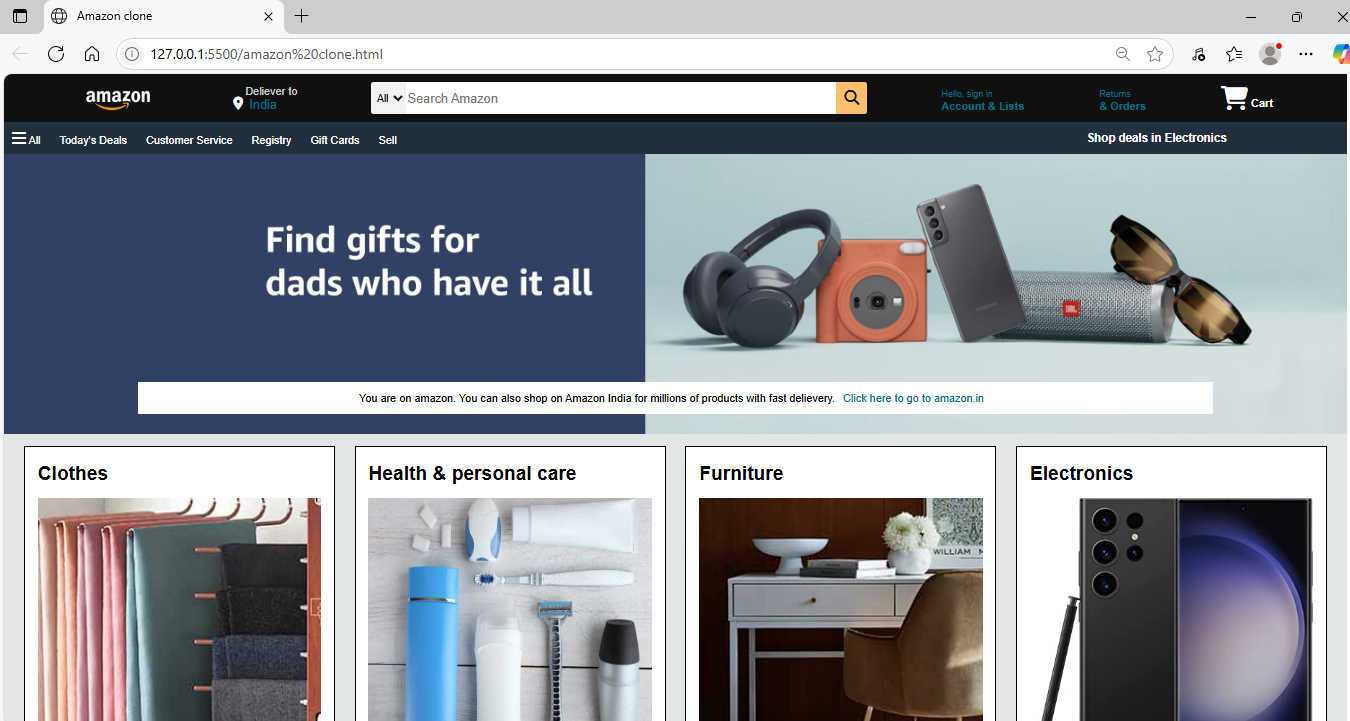 Amazon clone
127.0.0.1:5500/amazon%20clone.html
amazon
Deliever to
India
All
Search Amazon
Hello, sign in
Account & Lists
Returns
& Orders
Cart
All Today's Deals Customer Service Registry Gift Cards Sell
Shop deals in Electronics
Find gifts for
dads who have it all
SAMSUNG
JBL
You are on amazon. You can also shop on Amazon India for millions of products with fast delievery. Click here to go to amazon.in
Clothes
Health & personal care
Furniture
Electronics
WILLIAM M